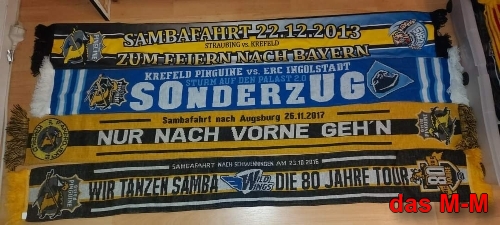 SAMBAFAHRT 22.12.2013
STRAUBING vs. KREFELD
ZUM FEIERN NACH BAYERN
KREFELD PINGUINE vs. ERC INGOLSTADT
STURM AUF DEN PALAST 2.0
SONDERZUG
Sambafahrt nach Augsburg 26.11.2017
NUR NACH VORNE GEH'N
SAMBAFAHRT NACH SCHWENNINGEN AM 23.10.2016
WIR TANZEN SAMBA WILD WINGS DIE 80 JAHRE TOUR
das M-M